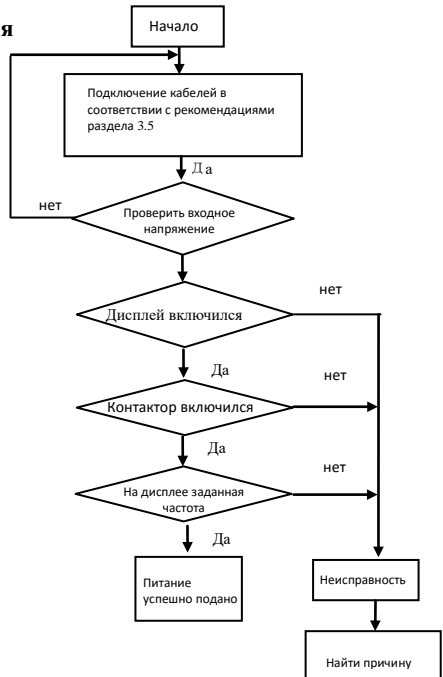 я
Начало
Подключение кабелей в
соответствии с рекомендациями
раздела 3.5
Да
нет
Проверить входное
напряжение
нет
Дисплей включился
Да
нет
Контактор включился
Да
нет
На дисплее заданная
частота
Да
Питание
успешно подано
Неисправность
Найти причину